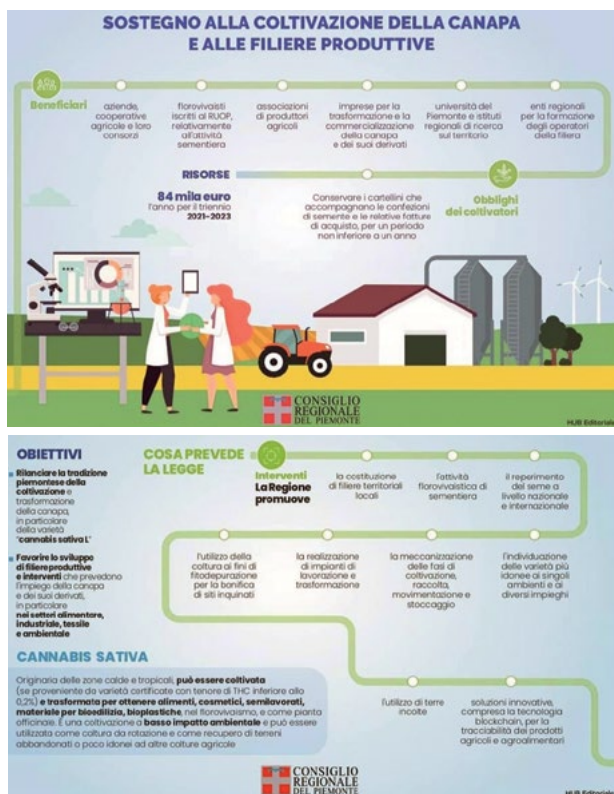 SOSTEGNO ALLA COLTIVAZIONE DELLA CANAPA
E ALLE FILIERE PRODUTTIVE
Beneficiari
aziende,
cooperative
agricole e loro
consorzi
florovivaisti
iscritti al RUOP,
relativamente
all'attività
sementiera
associazioni
di produttori
agricoli
imprese per la
trasformazione e la
commercializzazione
della canapa
e dei suoi derivati
università del
Piemonte e istituti
regionali di ricerca
sul territorio
enti regionali
per la formazione
degli operatori
della filiera
RISORSE
84 mila euro
l'anno per il triennio
2021-2023
Conservare i cartellini che
accompagnano le confezioni
di semente e le relative fatture
di acquisto, per un periodo
non inferiore a un anno
Obblighi
dei coltivatori
CONSIGLIO
REGIONALE
DEL PIEMONTE
HUB Editoriale
OBIETTIVI
Rilanciare la tradizione
piemontese della
coltivazione e
trasformazione
della canapa,
in particolare
della varietà
"cannabis sativa L"
Favorire lo sviluppo
di filiere produttive
e interventi che prevedono
l'impiego della canapa
e dei suoi derivati,
in particolare
nei settori alimentare,
industriale, tessile
e ambientale
COSA PREVEDE
LA LEGGE
Interventi
La Regione
promuove
la costituzione
di filiere territoriali
locali
l'attività
florovivaistica di
sementiera
il reperimento
del seme a
livello nazionale
e internazionale
l'utilizzo della
coltura ai fini di
fitodepurazione
per la bonifica
di siti inquinati
la realizzazione
di impianti di
lavorazione e
trasformazione
la meccanizzazione
delle fasi di
coltivazione,
raccolta,
movimentazione e
stoccaggio
l'individuazione
delle varietà più
idonee ai singoli
ambienti e ai
diversi impieghi
CANNABIS SATIVA
Originaria delle zone calde e tropicali, può essere coltivata
(se proveniente da varietà certificate con tenore di THC inferiore allo
0,2%) e trasformata per ottenere alimenti, cosmetici, semilavorati,
materiale per bioedilizia, bioplastiche, nel florovivaismo, e come pianta
officinale. È una coltivazione a basso impatto ambientale e può essere
utilizzata come coltura da rotazione e come recupero di terreni
abbandonati o poco idonei ad altre colture agricole
l'utilizzo di terre
incolte
soluzioni innovative,
compresa la tecnologia
blockchain, per la
tracciabilità dei prodotti
agricoli e agroalimentari
CONSIGLIO
REGIONALE
DEL PIEMONTE
HUB Editoriale